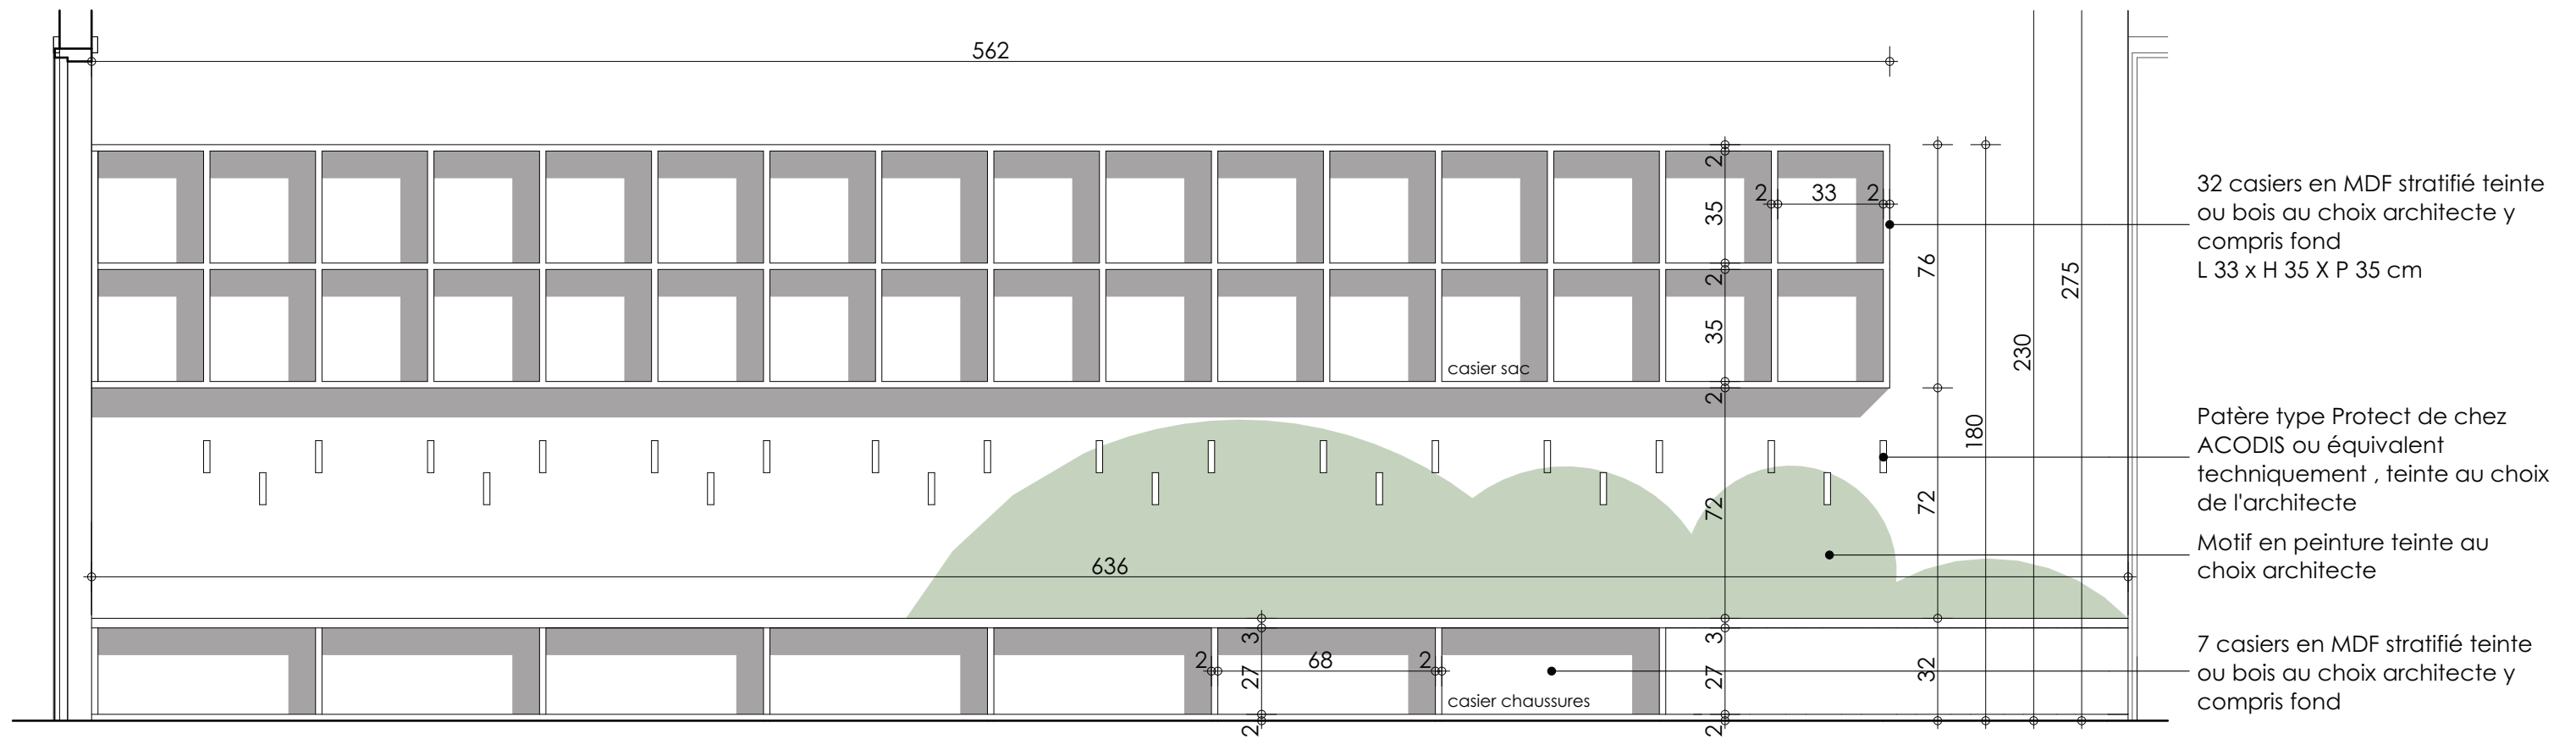 562
2
2
33
2
35
32 casiers en MDF stratifié teinte
ou bois au choix architecte y
compris fond
L 33 x H 35 X P 35 cm
76
275
2
35
230
casier sac
2
180
Patère type Protect de chez
ACODIS ou équivalent
techniquement , teinte au choix
de l'architecte
72
72
Motif en peinture teinte au
choix architecte
636
3
3
7 casiers en MDF stratifié teinte
ou bois au choix architecte y
compris fond
2
68
2
27
27
32
casier chaussures
2
2